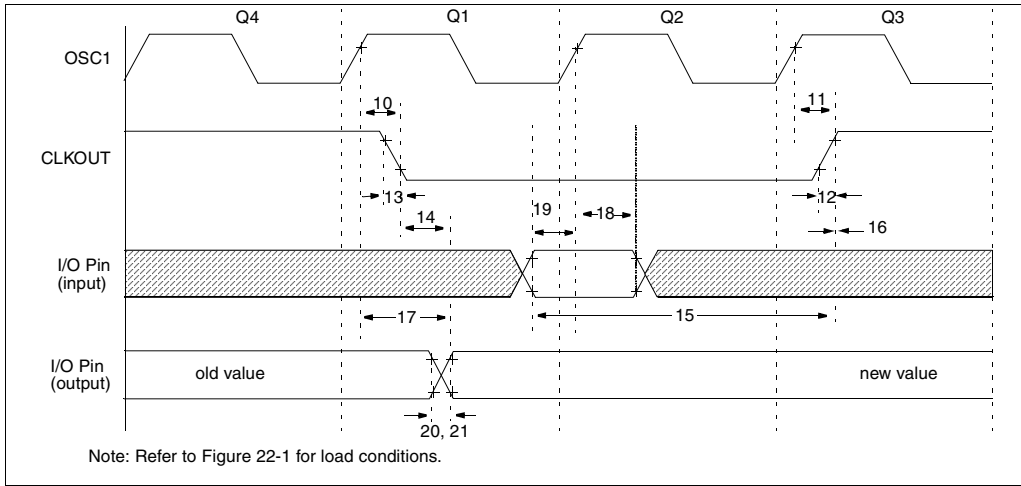 Q4 Q1 Q2 Q3
OSC1
10 11
CLKOUT
13 12
14 19 18 16
I/O Pin
(input)
17 15
I/O Pin
(output)
old value new value
20, 21
Note: Refer to Figure 22-1 for load conditions.